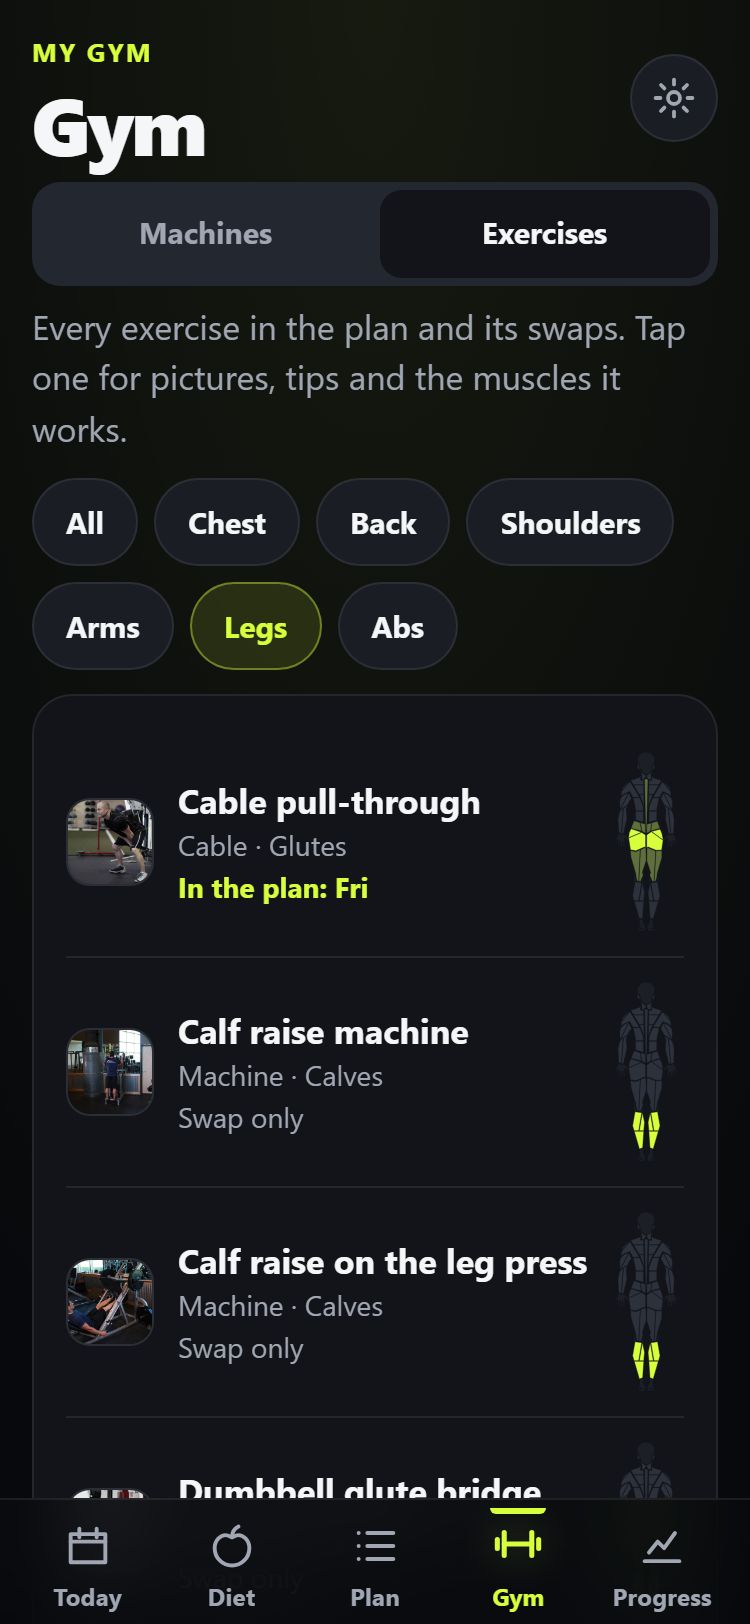 MY GYM
Gym
Machines
Exercises
Every exercise in the plan and its swaps. Tap
one for pictures, tips and the muscles it
works.
All
Chest
Back
Shoulders
Arms
Legs
Abs
Cable pull-through
Cable · Glutes
In the plan: Fri
Calf raise machine
Machine · Calves
Swap only
Calf raise on the leg press
Machine · Calves
Swap only
Dumbbell glute bridge
Swap only
Today
Diet
Plan
Gym
Progress